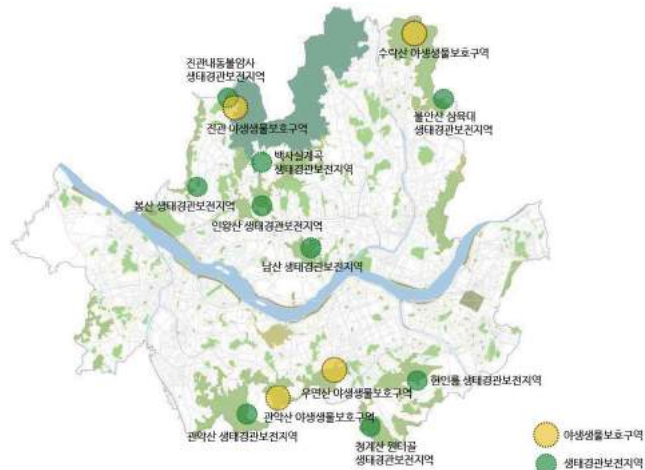 수락산 야생생물보호구역
진관내동불암사
생태경관보전지역
진관 야생생물보호구역
불암산 삼육대
생태경관보전지역
백사실계곡
생태경관보전지역
봉산 생태경관보전지역
인왕산 생태경관보전지역
남산 생태경관보전지역
우면산 야생생물보호구역
헌인릉 생태경관보전지역
관악산 야생생물보호구역
관악산 생태경관보전지역
청계산 원터골
생태경관보전지역
야생생물보호구역
생태경관보전지역